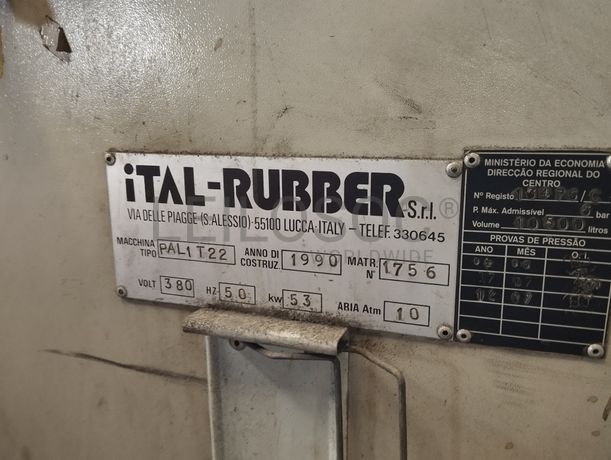 iTAL-RUBBER S.r.l.
VIA DELLE PIAGGE (S. ALESSIO)·55100 LUCCA·ITALY – TELEF. 330645
MACCHINA TIPO PAL1T22 ANNO DI COSTRUZ. 1990 MATR. N° 1756
VOLT 380 HZ 50 kw 53 ARIA Atm 10
MINISTÉRIO DA ECONOMIA
DIRECÇÃO REGIONAL DO
CENTRO
Nº Registo
P. Máx. Admissível bar
Volume
PROVAS DE PRESSÃO
ANO MÊS O. I.
LEILOSOC®
WORLDWIDE